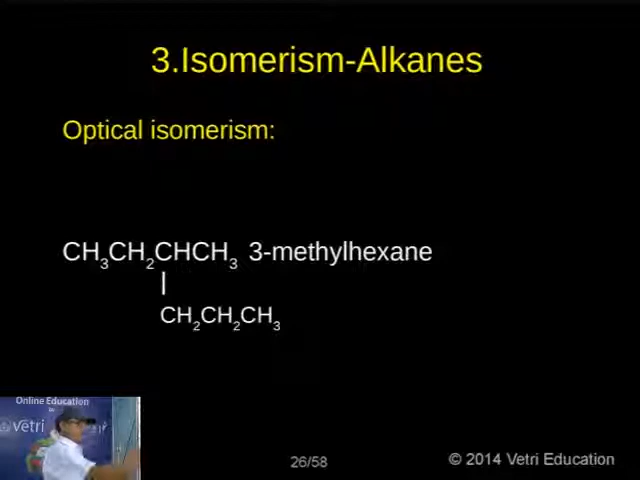 3.Isomerism-Alkanes
Optical isomerism:
CH₃CH₂CHCH₃ 3-methylhexane
|
CH₂CH₂CH₃
Online Education
vetri
26/58
© 2014 Vetri Education